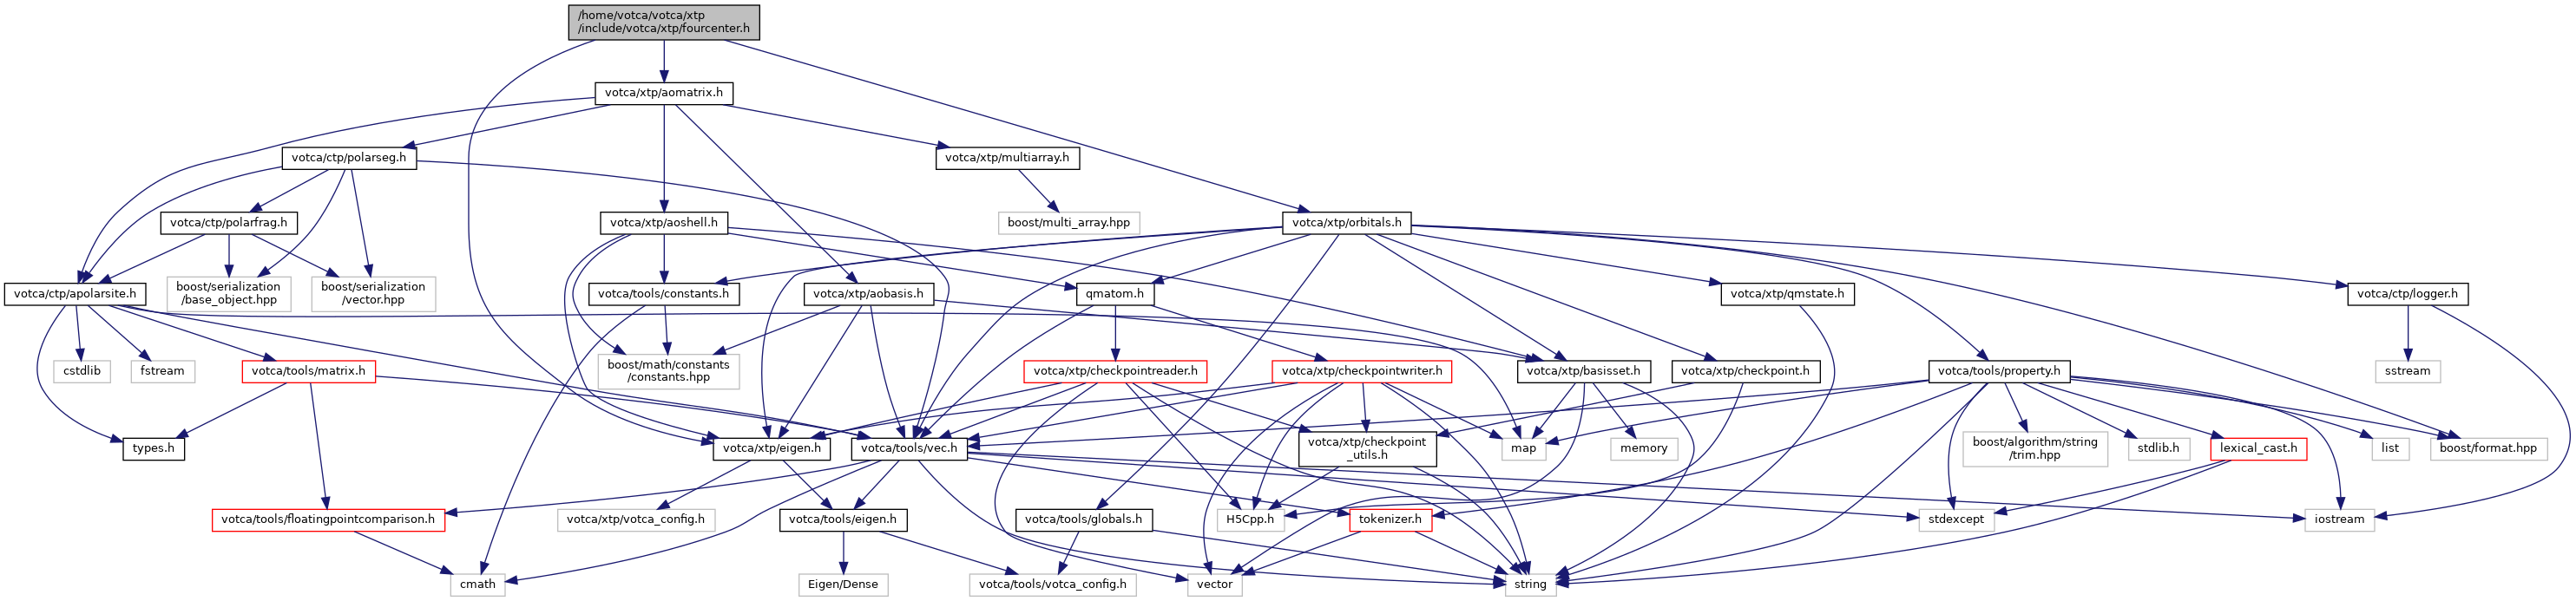 /home/votca/votca/xtp
/include/votca/xtp/fourcenter.h
votca/xtp/aomatrix.h
votca/ctp/polarseg.h
votca/xtp/multiarray.h
votca/ctp/polarfrag.h
votca/xtp/aoshell.h
boost/multi_array.hpp
votca/xtp/orbitals.h
votca/ctp/apolarsite.h
boost/serialization
/base_object.hpp
boost/serialization
/vector.hpp
votca/tools/constants.h
votca/xtp/aobasis.h
qmatom.h
votca/xtp/qmstate.h
votca/ctp/logger.h
cstdlib
fstream
votca/tools/matrix.h
boost/math/constants
/constants.hpp
votca/xtp/checkpointreader.h
votca/xtp/checkpointwriter.h
votca/xtp/basisset.h
votca/xtp/checkpoint.h
votca/tools/property.h
sstream
types.h
votca/xtp/eigen.h
votca/tools/vec.h
votca/xtp/checkpoint
_utils.h
map
memory
boost/algorithm/string
/trim.hpp
stdlib.h
lexical_cast.h
list
boost/format.hpp
votca/tools/floatingpointcomparison.h
votca/xtp/votca_config.h
votca/tools/eigen.h
votca/tools/globals.h
H5Cpp.h
tokenizer.h
stdexcept
iostream
cmath
Eigen/Dense
votca/tools/votca_config.h
vector
string